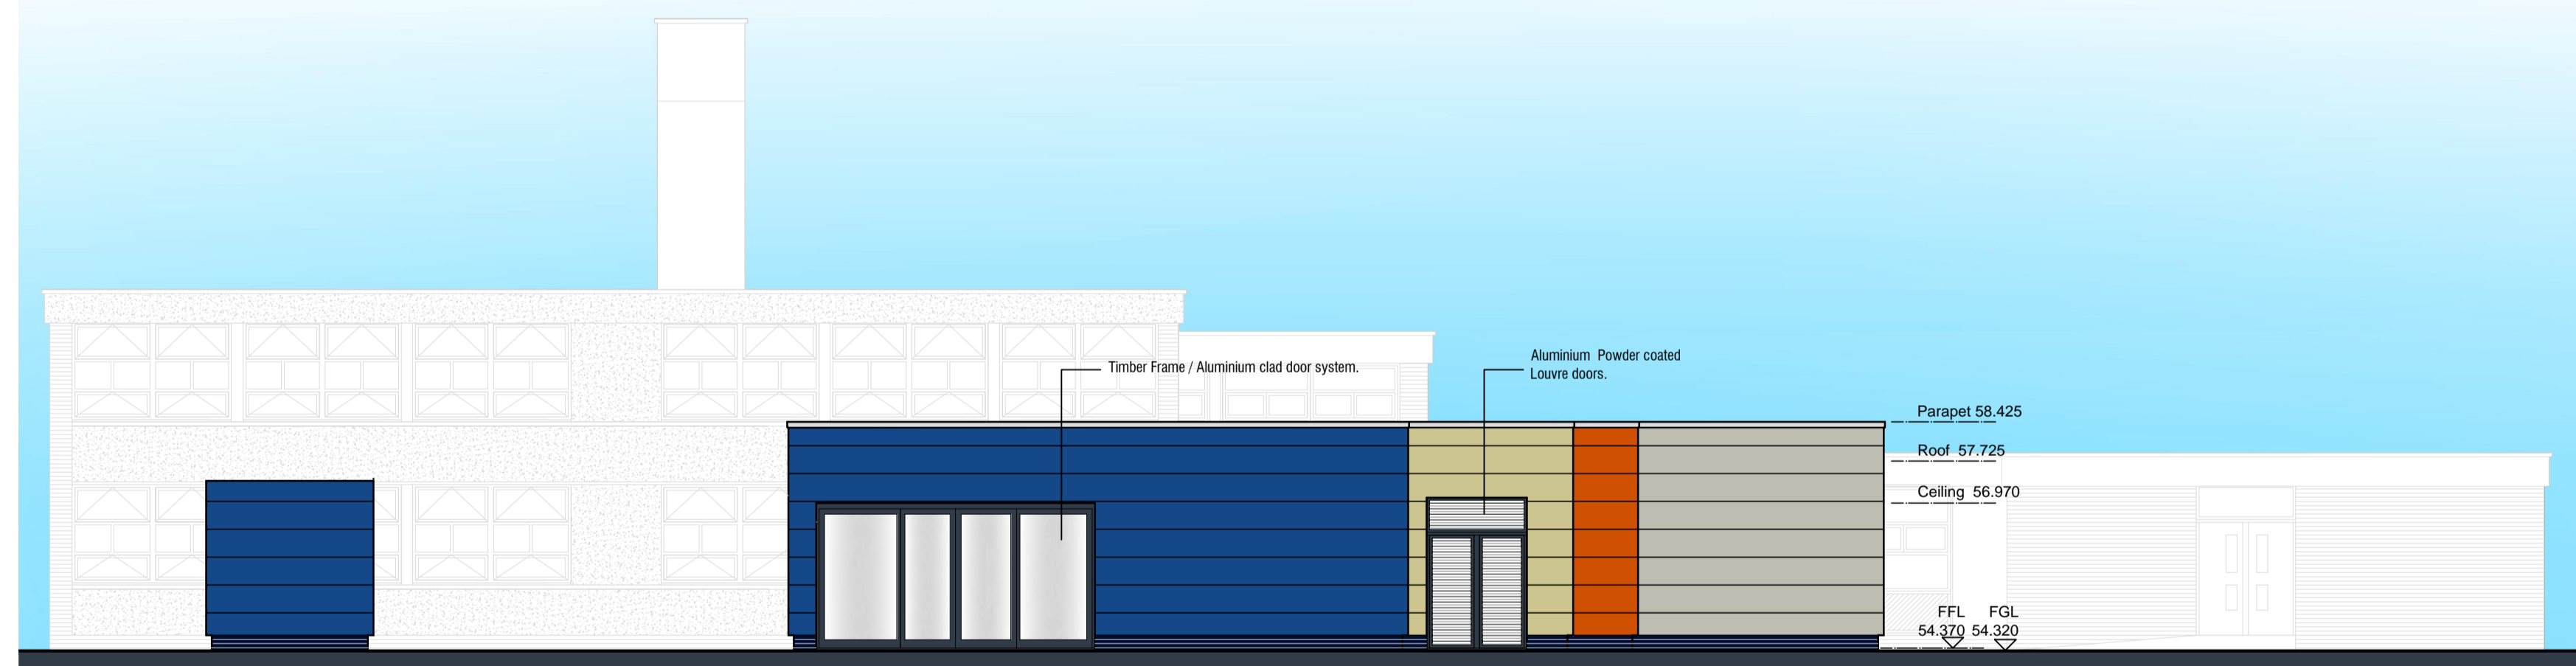 Timber Frame / Aluminium clad door system.
Aluminium Powder coated
Louvre doors.
Parapet 58.425
Roof 57.725
Ceiling 56.970
FFL FGL
54.370 54.320